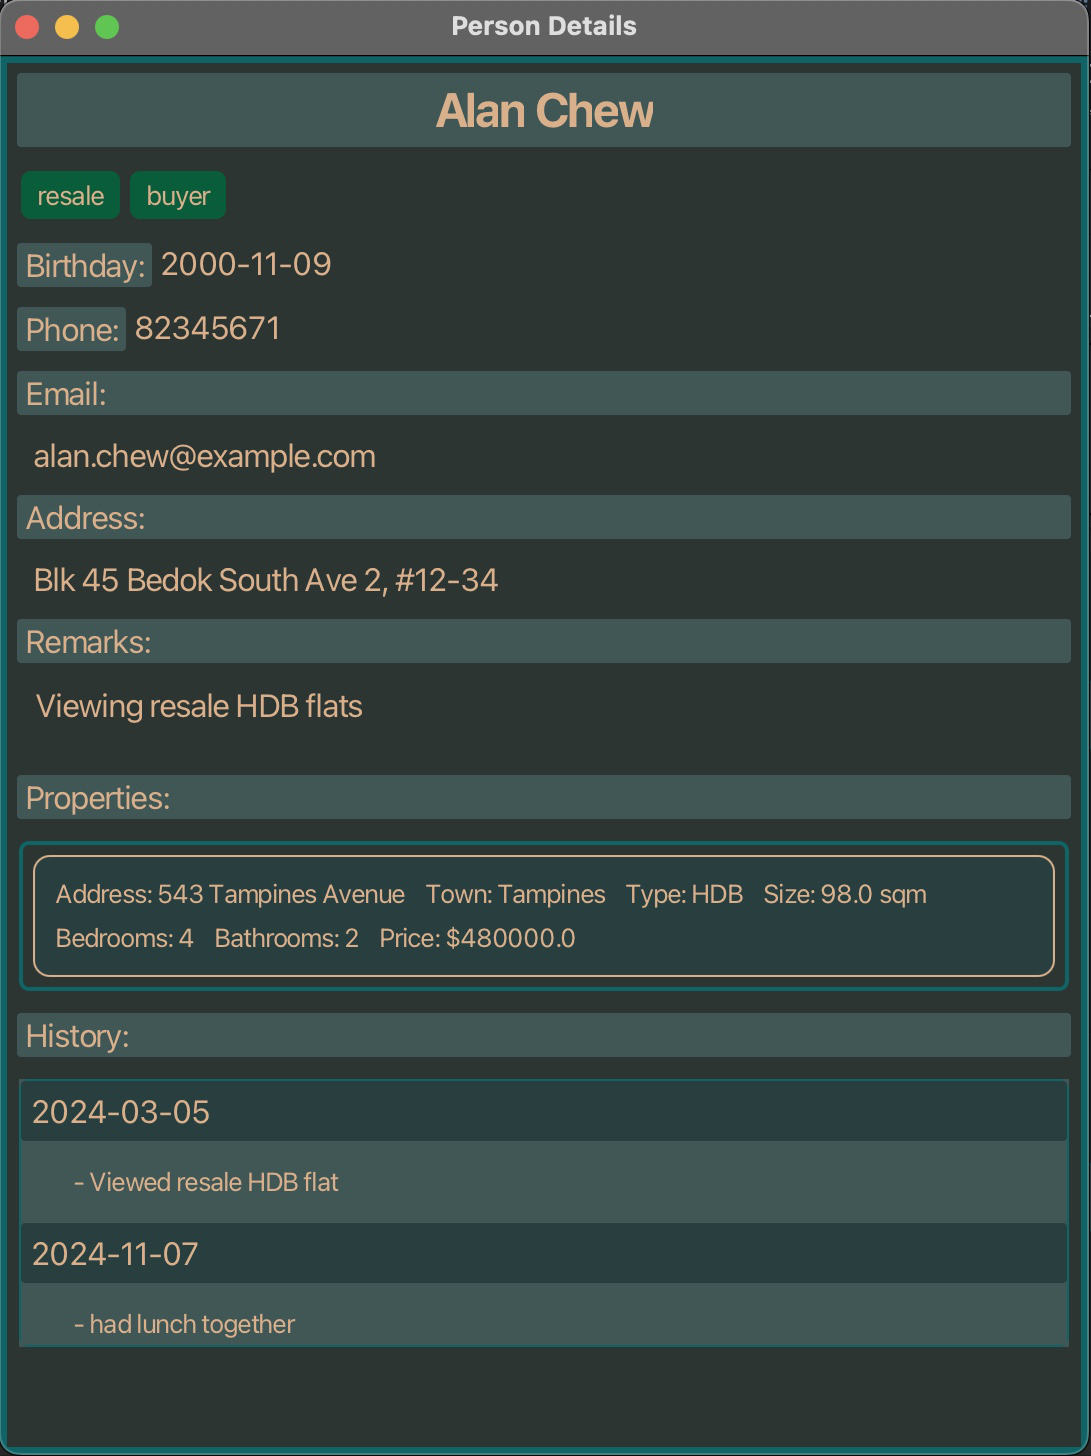 Person Details
Alan Chew
resale buyer
Birthday: 2000-11-09
Phone: 82345671
Email:
alan.chew@example.com
Address:
Blk 45 Bedok South Ave 2, #12-34
Remarks:
Viewing resale HDB flats
Properties:
Address: 543 Tampines Avenue Town: Tampines Type: HDB Size: 98.0 sqm
Bedrooms: 4 Bathrooms: 2 Price: $480000.0
History:
2024-03-05
- Viewed resale HDB flat
2024-11-07
- had lunch together